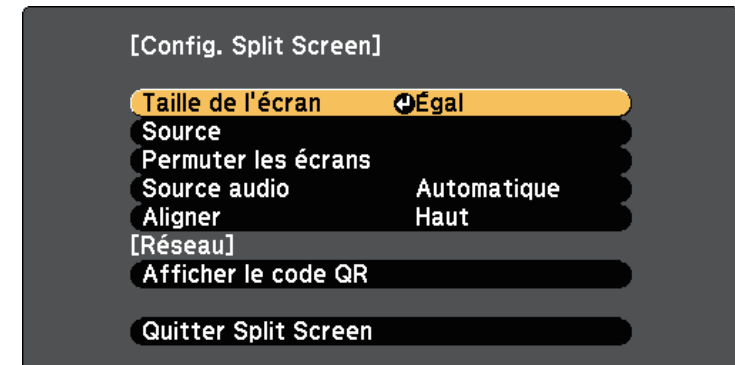 [Config. Split Screen]
Taille de l'écran Égal
Source
Permuter les écrans
Source audio Automatique
Aligner Haut
[Réseau]
Afficher le code QR
Quitter Split Screen